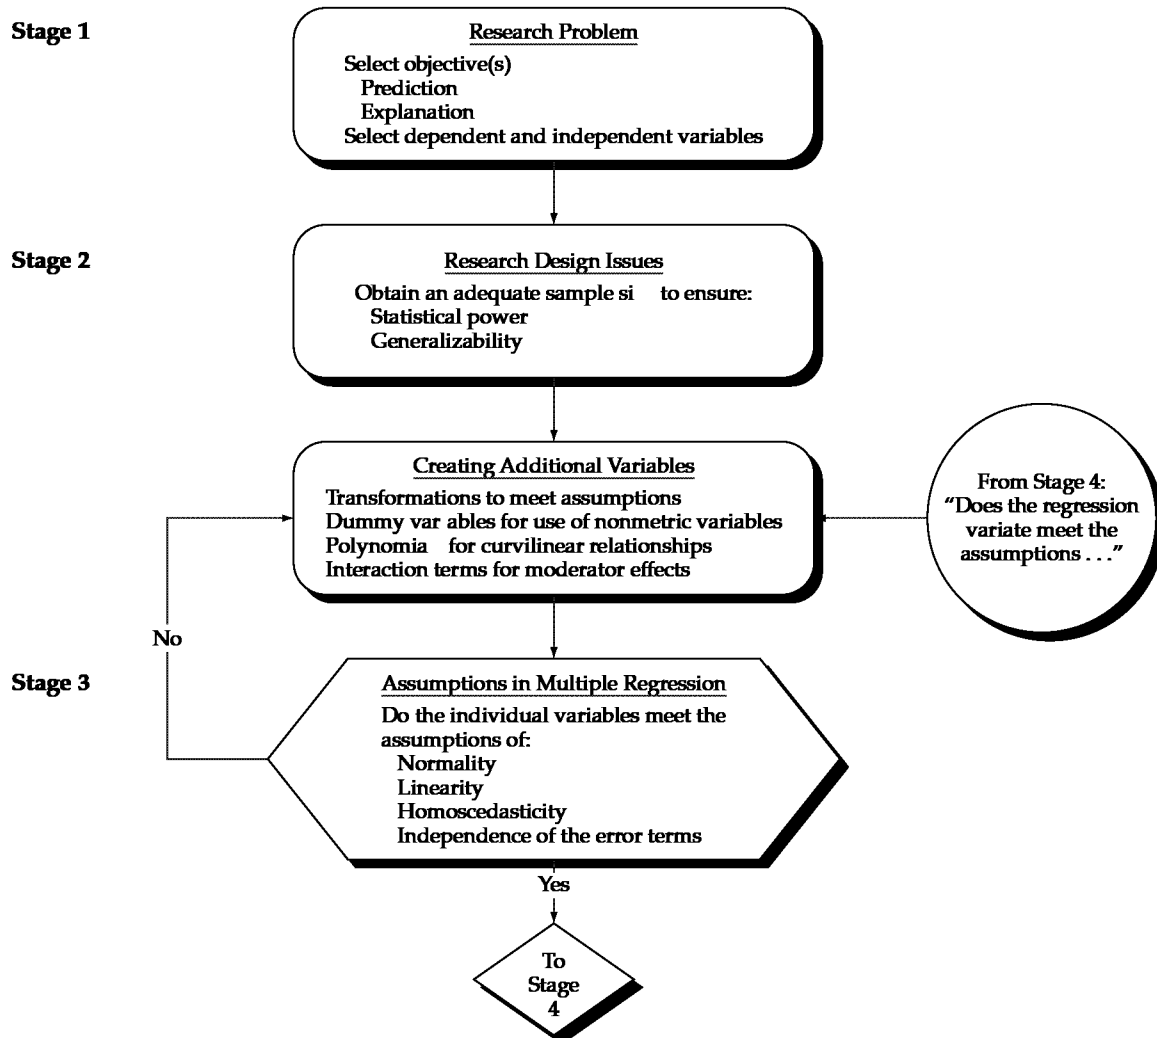 Stage 1
Research Problem
Select objective(s)
Prediction
Explanation
Select dependent and independent variables
Stage 2
Research Design Issues
Obtain an adequate sample si to ensure:
Statistical power
Generalizability
Creating Additional Variables
Transformations to meet assumptions
Dummy var ables for use of nonmetric variables
Polynomia for curvilinear relationships
Interaction terms for moderator effects
From Stage 4:
“Does the regression
variate meet the
assumptions . . .”
No
Stage 3
Assumptions in Multiple Regression
Do the individual variables meet the
assumptions of:
Normality
Linearity
Homoscedasticity
Independence of the error terms
Yes
To
Stage
4